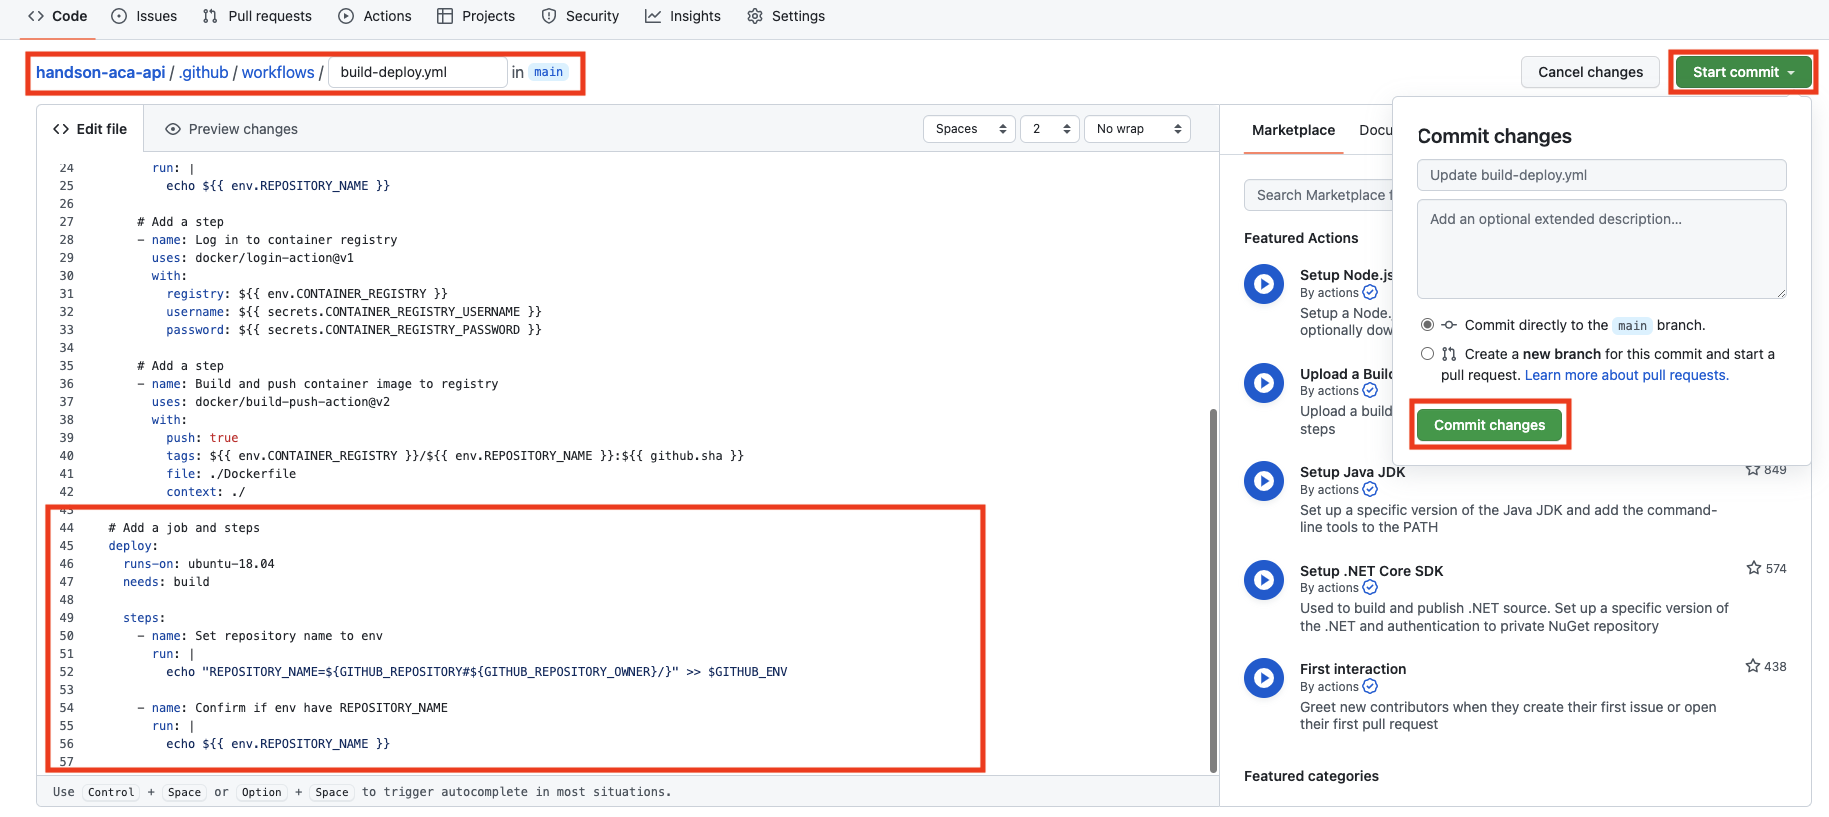 Code Issues Pull requests Actions Projects Security Insights Settings
handson-aca-api / .github / workflows / build-deploy.yml in main
Cancel changes Start commit
Edit file Preview changes
Spaces 2 No wrap
24 run: |
25 echo ${{ env.REPOSITORY_NAME }}
26
27 # Add a step
28 - name: Log in to container registry
29 uses: docker/login-action@v1
30 with:
31 registry: ${{ env.CONTAINER_REGISTRY }}
32 username: ${{ secrets.CONTAINER_REGISTRY_USERNAME }}
33 password: ${{ secrets.CONTAINER_REGISTRY_PASSWORD }}
34
35 # Add a step
36 - name: Build and push container image to registry
37 uses: docker/build-push-action@v2
38 with:
39 push: true
40 tags: ${{ env.CONTAINER_REGISTRY }}/${{ env.REPOSITORY_NAME }}:${{ github.sha }}
41 file: ./Dockerfile
42 context: ./
43
44 # Add a job and steps
45 deploy:
46 runs-on: ubuntu-18.04
47 needs: build
48
49 steps:
50 - name: Set repository name to env
51 run: |
52 echo "REPOSITORY_NAME=${GITHUB_REPOSITORY#${GITHUB_REPOSITORY_OWNER}/}" >> $GITHUB_ENV
53
54 - name: Confirm if env have REPOSITORY_NAME
55 run: |
56 echo ${{ env.REPOSITORY_NAME }}
57
Use Control + Space or Option + Space to trigger autocomplete in most situations.
Marketplace Docu
Search Marketplace f
Featured Actions
Setup Node.js
By actions
Setup a Node.
optionally dow
Upload a Build
By actions
Upload a build
steps
Setup Java JDK
849
By actions
Set up a specific version of the Java JDK and add the command-
line tools to the PATH
Setup .NET Core SDK
574
By actions
Used to build and publish .NET source. Set up a specific version of
the .NET and authentication to private NuGet repository
First interaction
438
By actions
Greet new contributors when they create their first issue or open
their first pull request
Featured categories
Commit changes
Update build-deploy.yml
Add an optional extended description...
Commit directly to the main branch.
Create a new branch for this commit and start a
pull request. Learn more about pull requests.
Commit changes